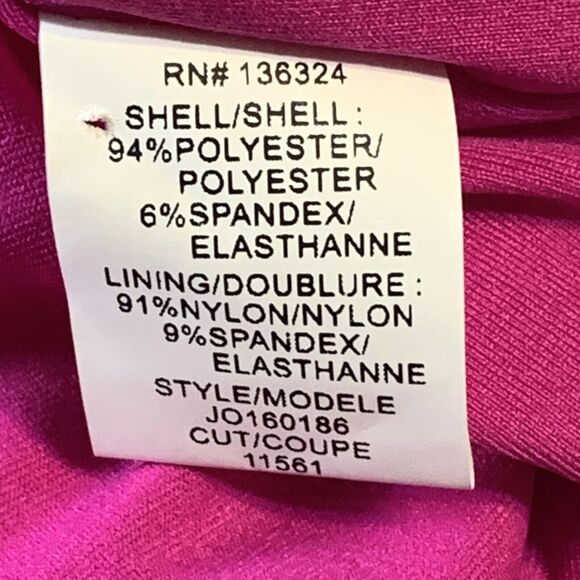 RN# 136324
SHELL/SHELL :
94%POLYESTER/
POLYESTER
6%SPANDEX/
ELASTHANNE
LINING/DOUBLURE :
91%NYLON/NYLON
9%SPANDEX/
ELASTHANNE
STYLE/MODELE
JO160186
CUT/COUPE
11561